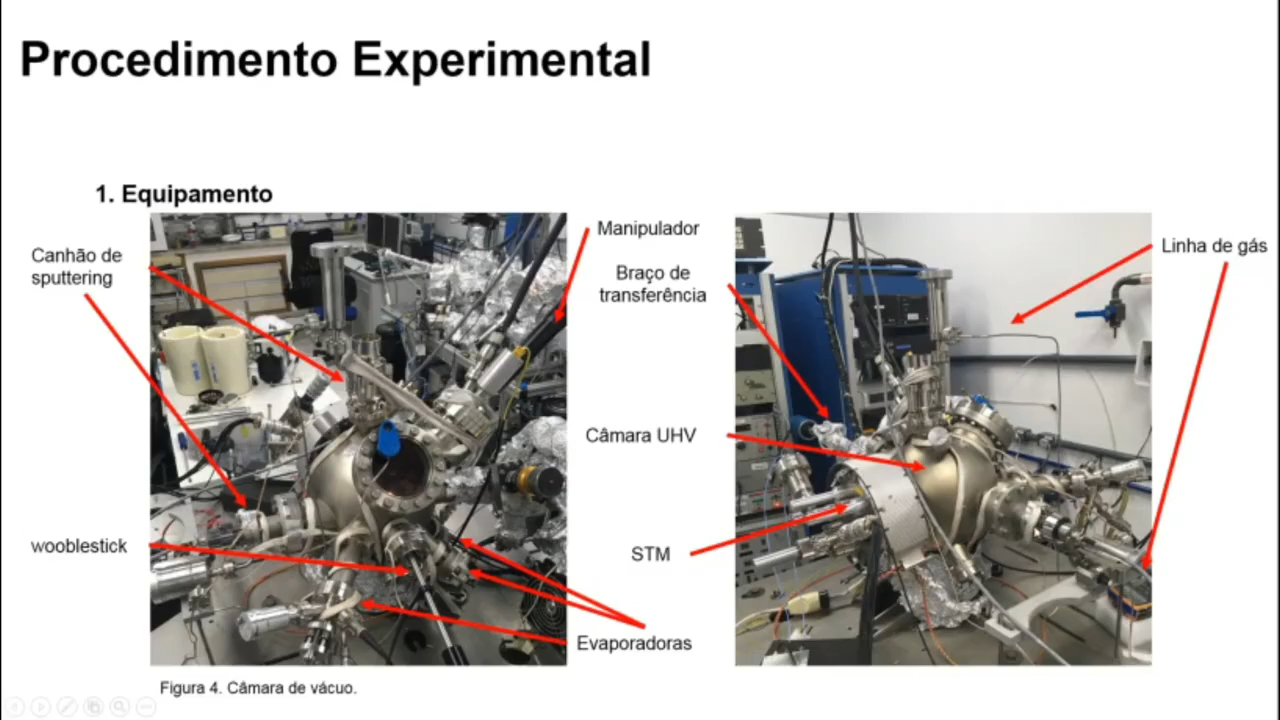 Procedimento Experimental
1. Equipamento
Canhão de
sputtering
wooblestick
Manipulador
Braço de
transferência
Câmara UHV
STM
Evaporadoras
Linha de gás
Figura 4. Câmara de vácuo.